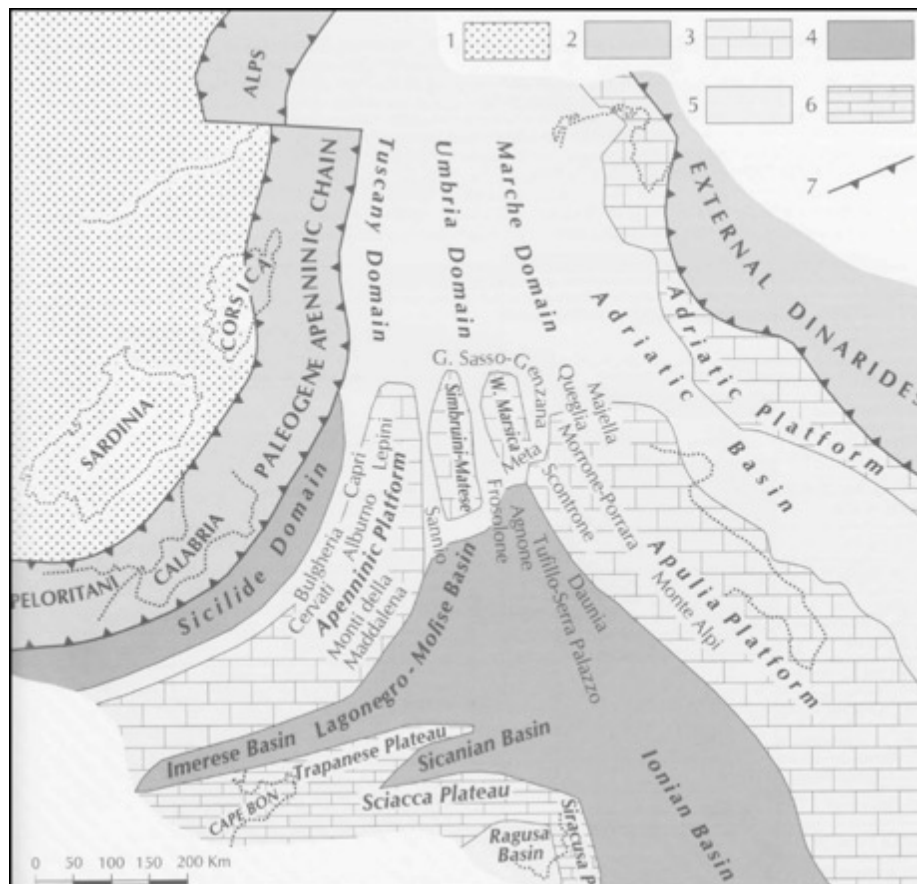 1
2
3
4
5
6
7
ALPS
PALEOGENE APENNINIC CHAIN
Tuscany Domain
Umbria Domain
Marche Domain
EXTERNAL DINARIDES
Adriatic Platform
Adriatic Basin
CORSICA
SARDINIA
CALABRIA
PELORITANI
Sicilide Domain
G. Sasso-Genzana
Simbruini-Matese
W. Marsica
Meta
Queglia
Majella
Morrone-Porrara
Scontrone
Capri
Lepini
Bulgheria
Alburno
Cervati
Apenninic Platform
Monti della
Maddalena
Sannio
Frosolone
Agnone
Tufillo-Serra Palazzo
Daunia
Monte Alpi
Apulia Platform
Lagonegro-Molise Basin
Imerese Basin
Trapanese Plateau
Sicanian Basin
Sciacca Plateau
CAPE BON
Ragusa
Basin
Siracusa P
Ionian Basin
0 50 100 150 200 Km